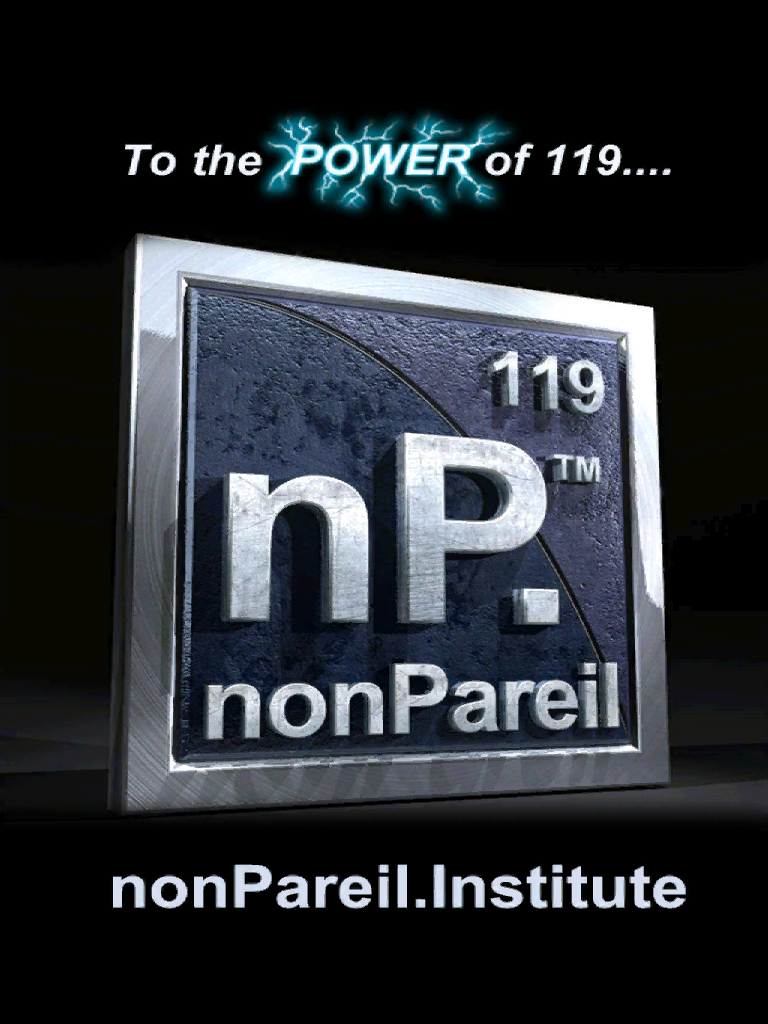 To the POWER of 119....
119
nP.™
nonPareil
nonPareil.Institute